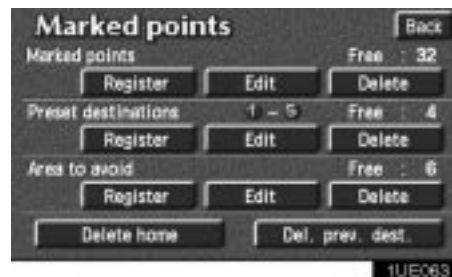 Marked points Back
Marked points Free : 32
Register Edit Delete
Preset destinations 1 - 5 Free : 4
Register Edit Delete
Area to avoid Free : 6
Register Edit Delete
Delete home Del. prev. dest.
1UE063